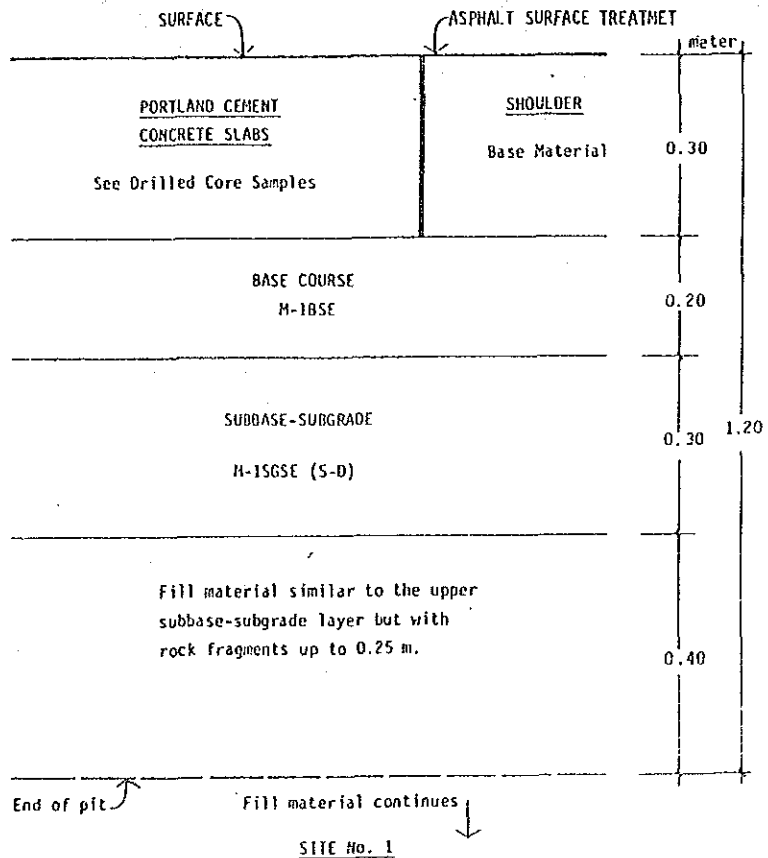 SURFACE
ASPHALT SURFACE TREATMET
meter
PORTLAND CEMENT
CONCRETE SLABS
See Drilled Core Samples
SHOULDER
Base Material
0.30
BASE COURSE
M-1BSE
0.20
SUBBASE-SUBGRADE
M-1SGSE (S-D)
0.30
1.20
Fill material similar to the upper
subbase-subgrade layer but with
rock fragments up to 0.25 m.
0.40
End of pit
Fill material continues
SITE No. 1